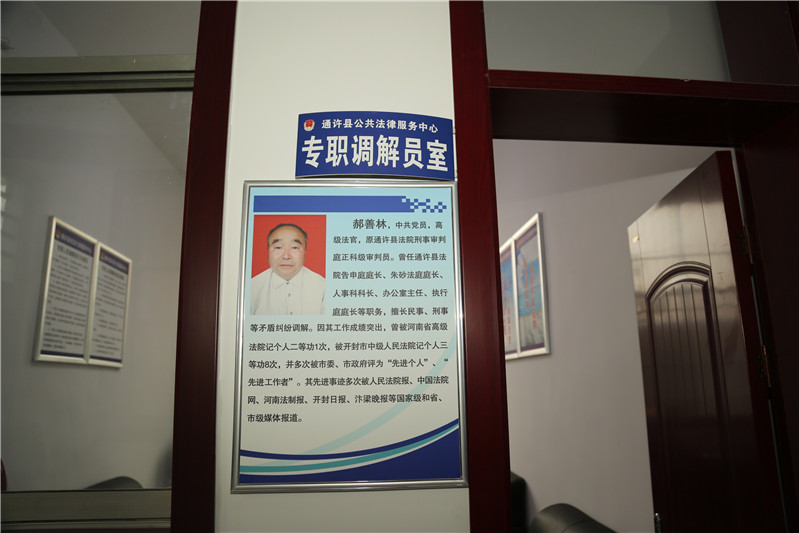 通许县公共法律服务中心
专职调解员室
郝善林，中共党员，高
级法官，原通许县法院刑事审判
庭正科级审判员。曾任通许县法
院告申庭庭长、朱砂法庭庭长、
人事科科长、办公室主任、执行
庭庭长等职务，擅长民事、刑事
等矛盾纠纷调解。因其工作成绩突出，曾被河南省高级
法院记个人二等功1次，被开封市中级人民法院记个人三
等功8次，并多次被市委、市政府评为“先进个人”、“
先进工作者”。其先进事迹多次被人民法院报、中国法院
网、河南法制报、开封日报、汴梁晚报等国家级和省、
市级媒体报道。